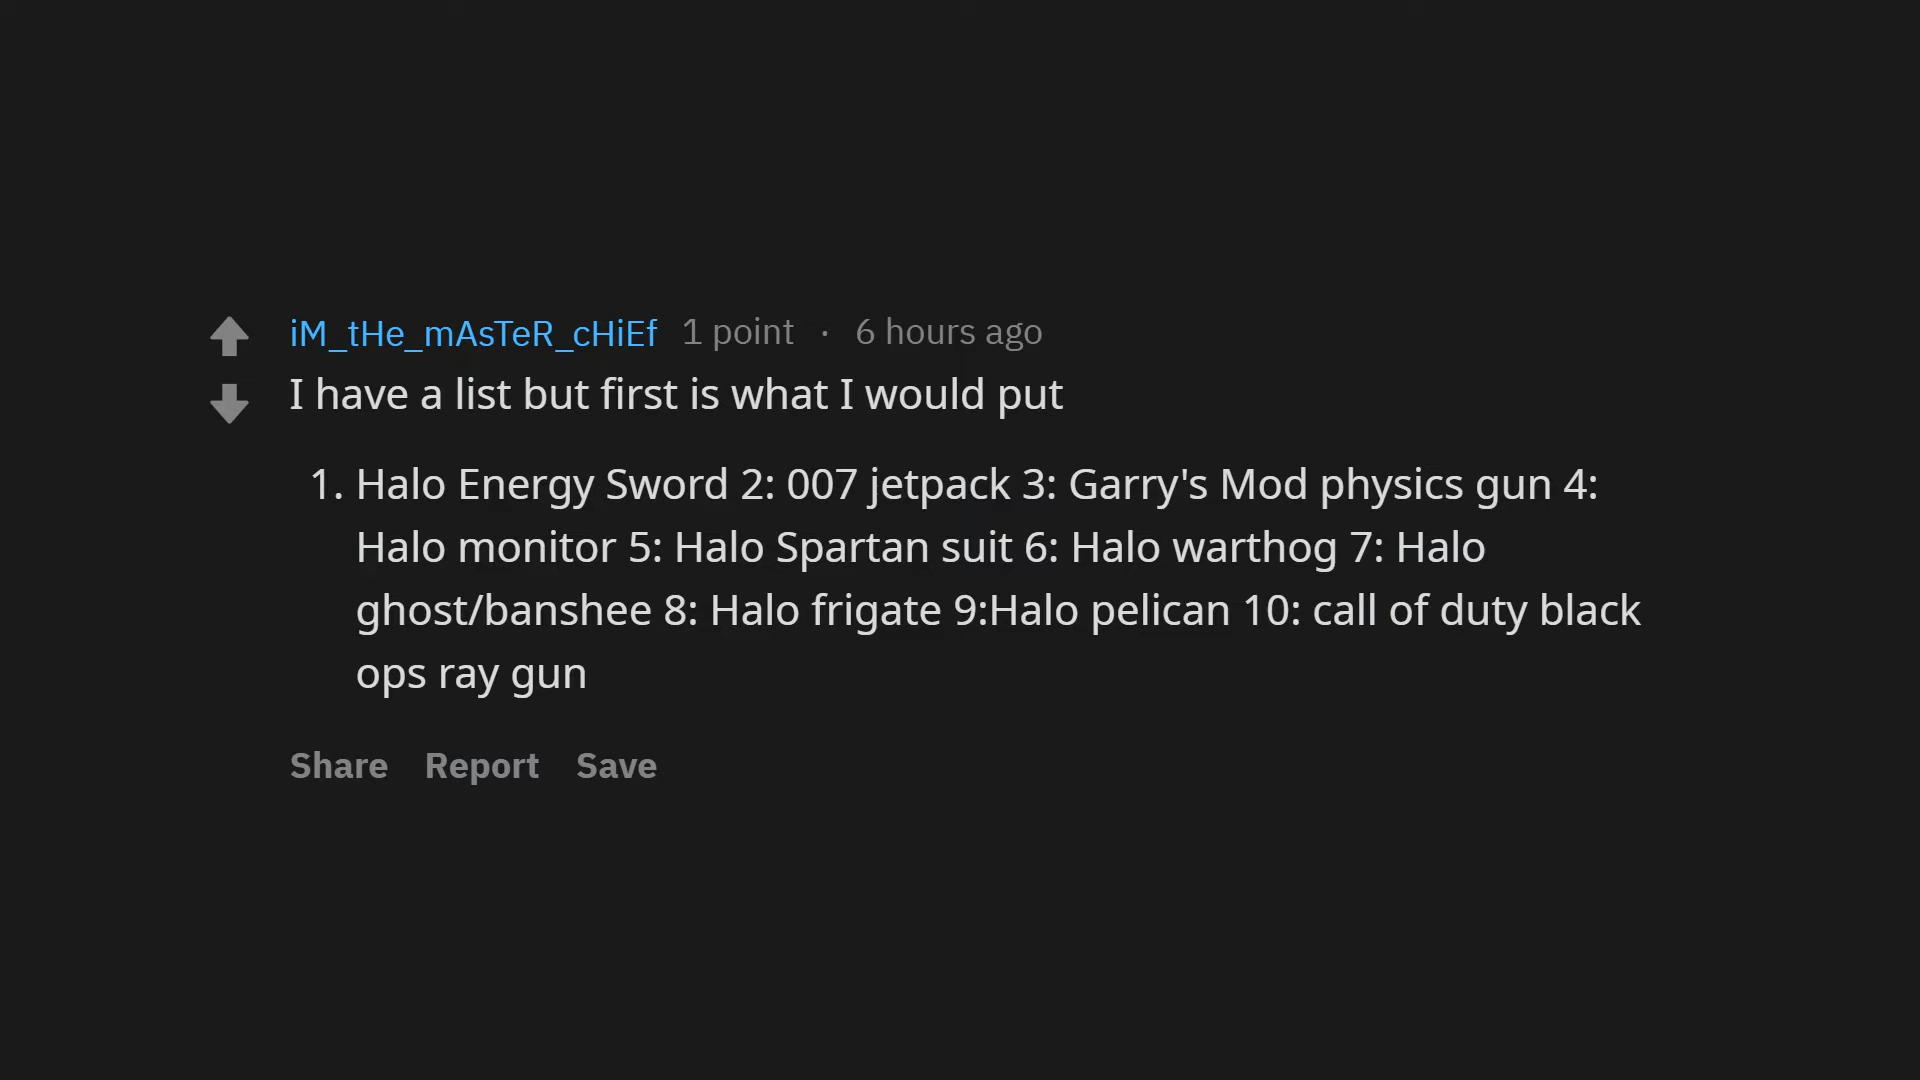 iM_tHe_mAsTeR_cHiEf 1 point · 6 hours ago
I have a list but first is what I would put
1. Halo Energy Sword 2: 007 jetpack 3: Garry's Mod physics gun 4:
Halo monitor 5: Halo Spartan suit 6: Halo warthog 7: Halo
ghost/banshee 8: Halo frigate 9:Halo pelican 10: call of duty black
ops ray gun
Share Report Save